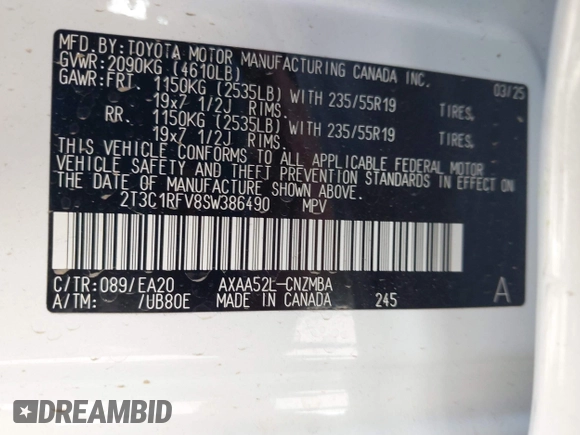 MFD.BY:TOYOTA MOTOR MANUFACTURING CANADA INC.
GVWR:2090KG (4610LB) 03/25
GAWR:FRT 1150KG (2535LB) WITH 235/55R19 TIRES,
19x7 1/2J RIMS.
RR. 1150KG (2535LB) WITH 235/55R19 TIRES,
19x7 1/2J RIMS.
THIS VEHICLE CONFORMS TO ALL APPLICABLE FEDERAL MOTOR
VEHICLE SAFETY AND THEFT PREVENTION STANDARDS IN EFFECT ON
THE DATE OF MANUFACTURE SHOWN ABOVE.
2T3C1RFV8SW386490 MPV
C/TR:089/EA20 AXAA52L-CNZMBA A
A/TM: /UB80E MADE IN CANADA 245
DREAMBID